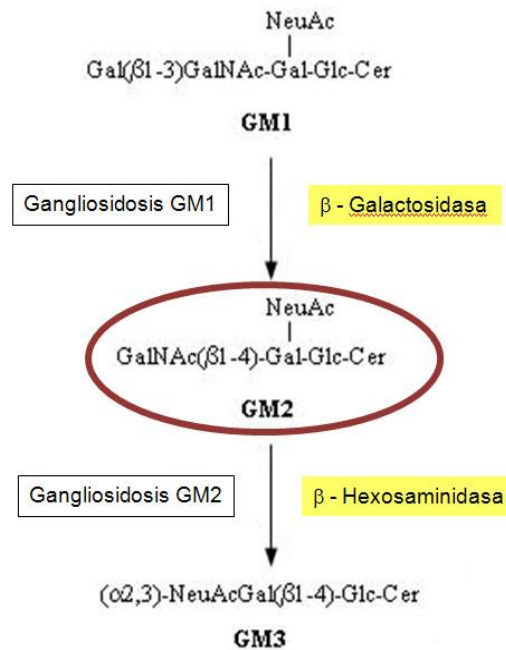 NeuAc
Gal(β1-3)GalNAc-Gal-Glc-Cer
GM1
Gangliosidosis GM1
β - Galactosidasa
NeuAc
GalNAc(β1-4)-Gal-Glc-Cer
GM2
Gangliosidosis GM2
β - Hexosaminidasa
(α2,3)-NeuAcGal(β1-4)-Glc-Cer
GM3